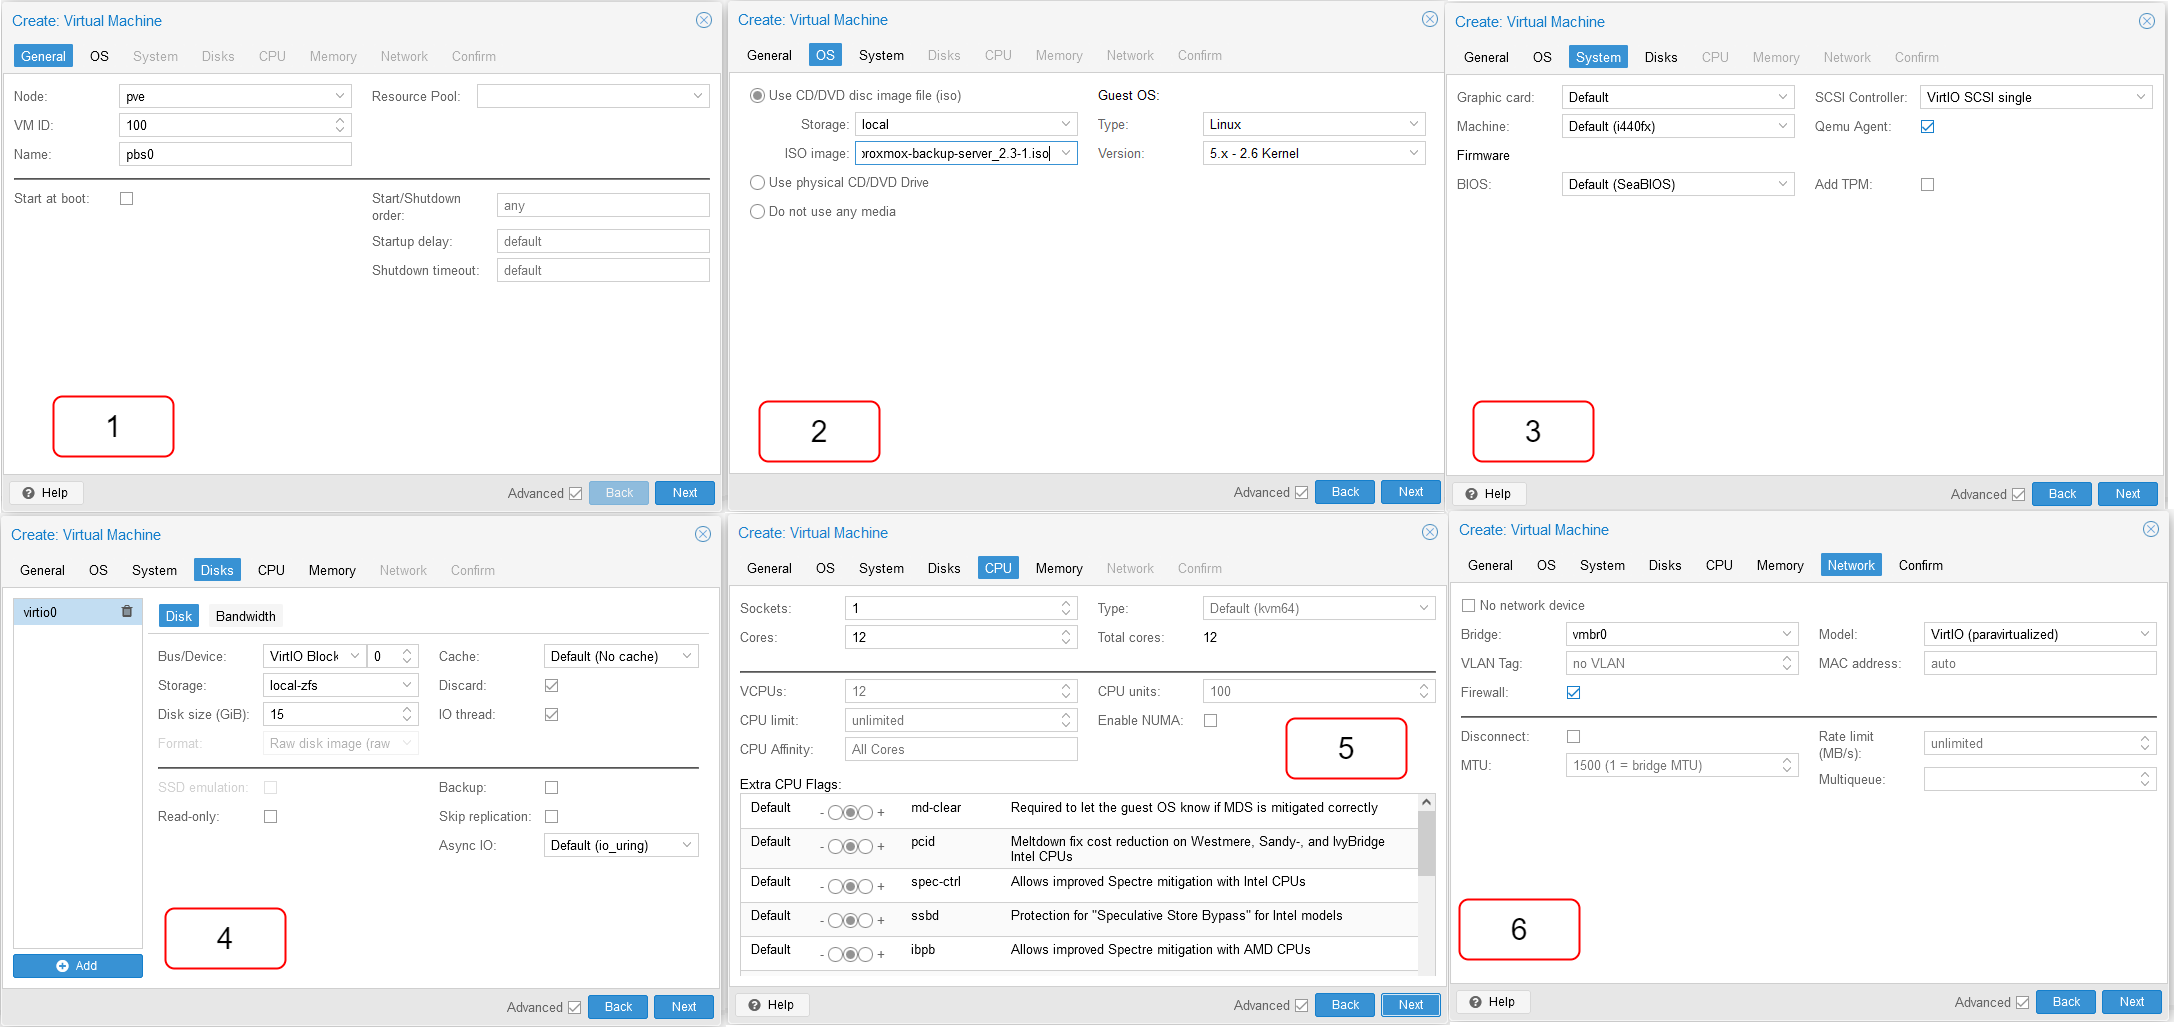 Create: Virtual Machine
General OS System Disks CPU Memory Network Confirm
Node: pve Resource Pool:
VM ID: 100
Name: pbs0
Start at boot: Start/Shutdown order: any
Startup delay: default
Shutdown timeout: default
1
Help Advanced Back Next
Create: Virtual Machine
General OS System Disks CPU Memory Network Confirm
Use CD/DVD disc image file (iso) Guest OS:
Storage: local Type: Linux
ISO image: proxmox-backup-server_2.3-1.iso Version: 5.x - 2.6 Kernel
Use physical CD/DVD Drive
Do not use any media
2
Advanced Back Next
Create: Virtual Machine
General OS System Disks CPU Memory Network Confirm
Graphic card: Default SCSI Controller: VirtIO SCSI single
Machine: Default (i440fx) Qemu Agent:
Firmware
BIOS: Default (SeaBIOS) Add TPM:
3
Help Advanced Back Next
Create: Virtual Machine
General OS System Disks CPU Memory Network Confirm
virtio0 Disk Bandwidth
Bus/Device: VirtIO Block 0 Cache: Default (No cache)
Storage: local-zfs Discard:
Disk size (GiB): 15 IO thread:
Format: Raw disk image (raw
SSD emulation: Backup:
Read-only: Skip replication:
Async IO: Default (io_uring)
4
Add
Advanced Back Next
Create: Virtual Machine
General OS System Disks CPU Memory Network Confirm
Sockets: 1 Type: Default (kvm64)
Cores: 12 Total cores: 12
VCPUs: 12 CPU units: 100
CPU limit: unlimited Enable NUMA:
CPU Affinity: All Cores
5
Extra CPU Flags:
Default - + md-clear Required to let the guest OS know if MDS is mitigated correctly
Default - + pcid Meltdown fix cost reduction on Westmere, Sandy-, and IvyBridge
Intel CPUs
Default - + spec-ctrl Allows improved Spectre mitigation with Intel CPUs
Default - + ssbd Protection for "Speculative Store Bypass" for Intel models
Default - + ibpb Allows improved Spectre mitigation with AMD CPUs
Help Advanced Back Next
Create: Virtual Machine
General OS System Disks CPU Memory Network Confirm
No network device
Bridge: vmbr0 Model: VirtIO (paravirtualized)
VLAN Tag: no VLAN MAC address: auto
Firewall:
Disconnect: Rate limit (MB/s): unlimited
MTU: 1500 (1 = bridge MTU) Multiqueue:
6
Help Advanced Back Next